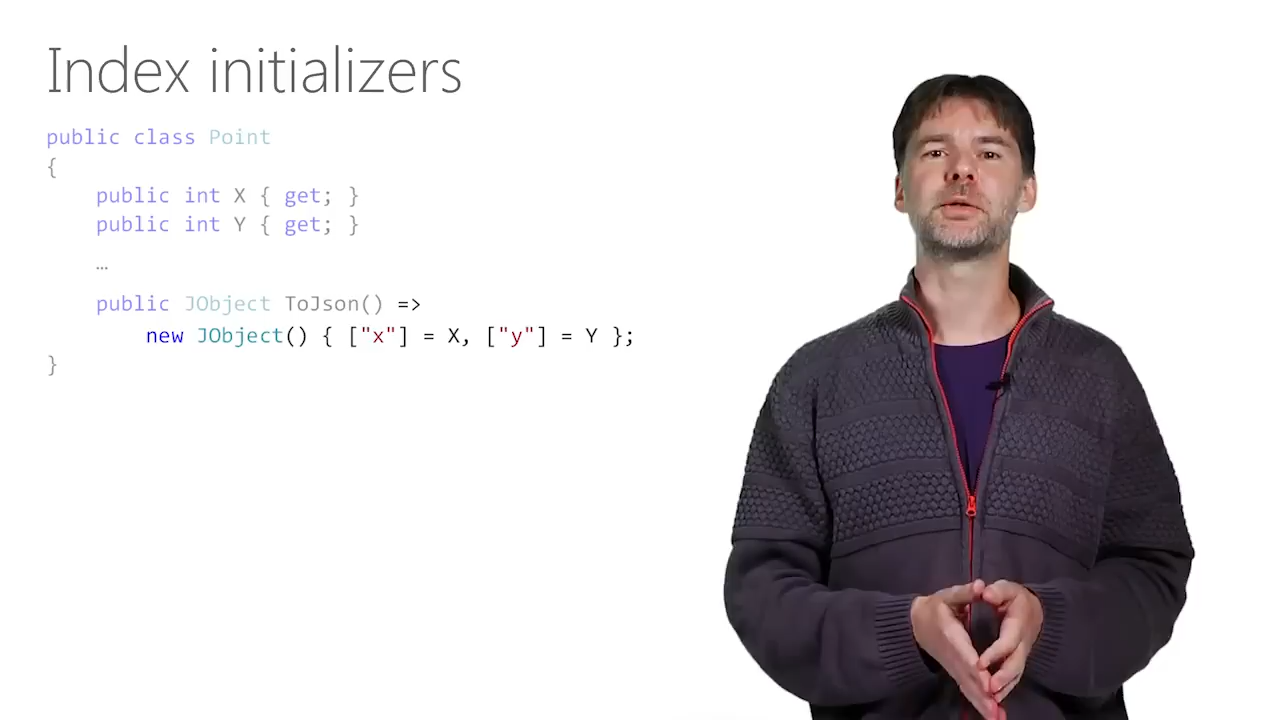 Index initializers
public class Point
{
public int X { get; }
public int Y { get; }
…
public JObject ToJson() =>
new JObject() { ["x"] = X, ["y"] = Y };
}